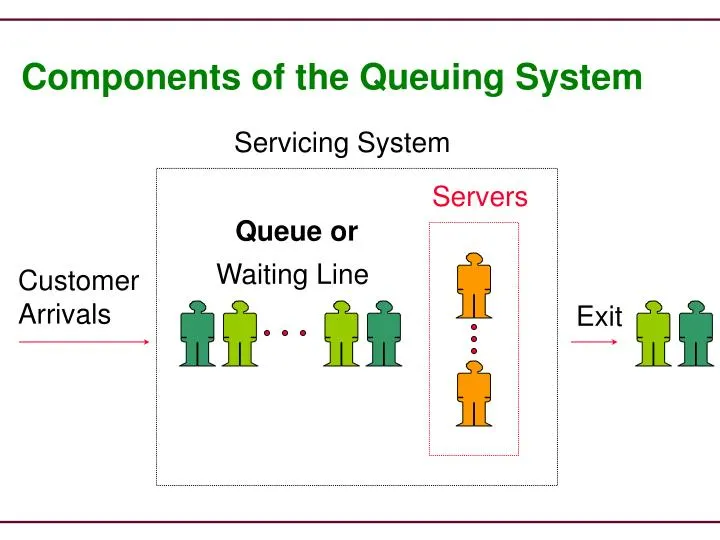 Components of the Queuing System
Servicing System
Servers
Queue or
Waiting Line
Customer
Arrivals
Exit